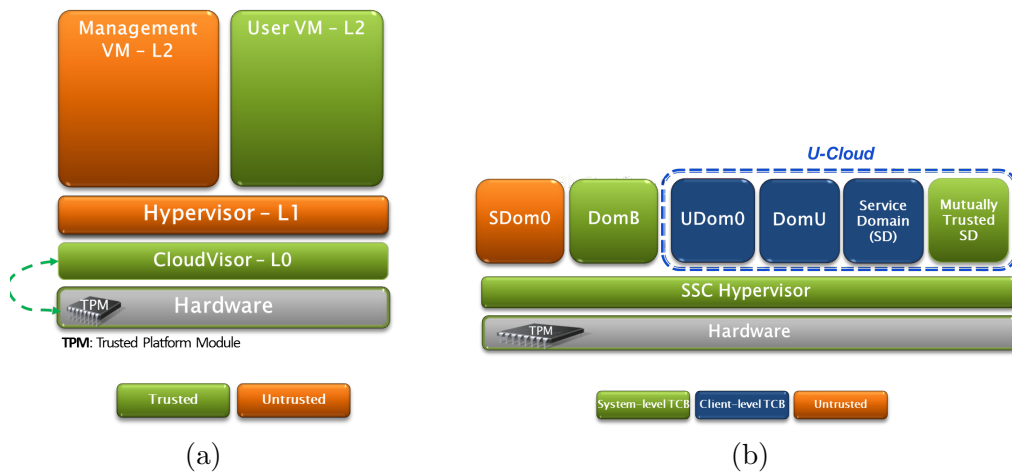 Management
VM – L2
User VM – L2
Hypervisor – L1
CloudVisor – L0
TPM
Hardware
TPM: Trusted Platform Module
Trusted
Untrusted
(a)
U-Cloud
SDom0
DomB
UDom0
DomU
Service
Domain
(SD)
Mutually
Trusted
SD
SSC Hypervisor
TPM
Hardware
System-level TCB
Client-level TCB
Untrusted
(b)